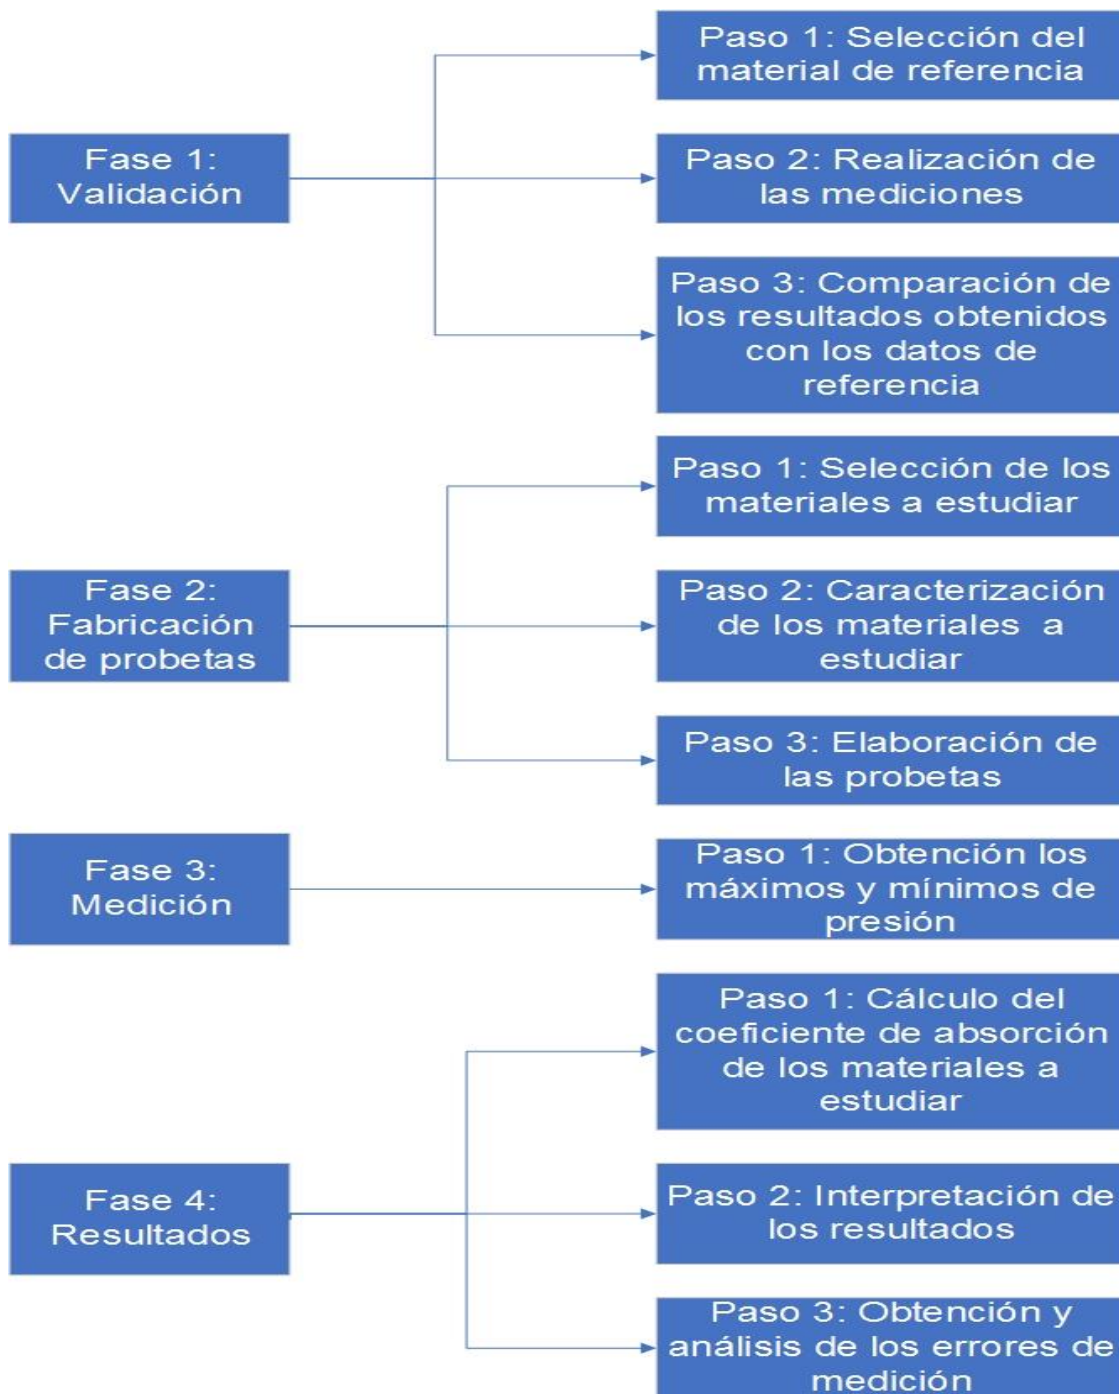 Fase 1:
Validación
Paso 1: Selección del
material de referencia
Paso 2: Realización de
las mediciones
Paso 3: Comparación de
los resultados obtenidos
con los datos de
referencia
Fase 2:
Fabricación
de probetas
Paso 1: Selección de los
materiales a estudiar
Paso 2: Caracterización
de los materiales a
estudiar
Paso 3: Elaboración de
las probetas
Fase 3:
Medición
Paso 1: Obtención los
máximos y mínimos de
presión
Fase 4:
Resultados
Paso 1: Cálculo del
coeficiente de absorción
de los materiales a
estudiar
Paso 2: Interpretación de
los resultados
Paso 3: Obtención y
análisis de los errores de
medición